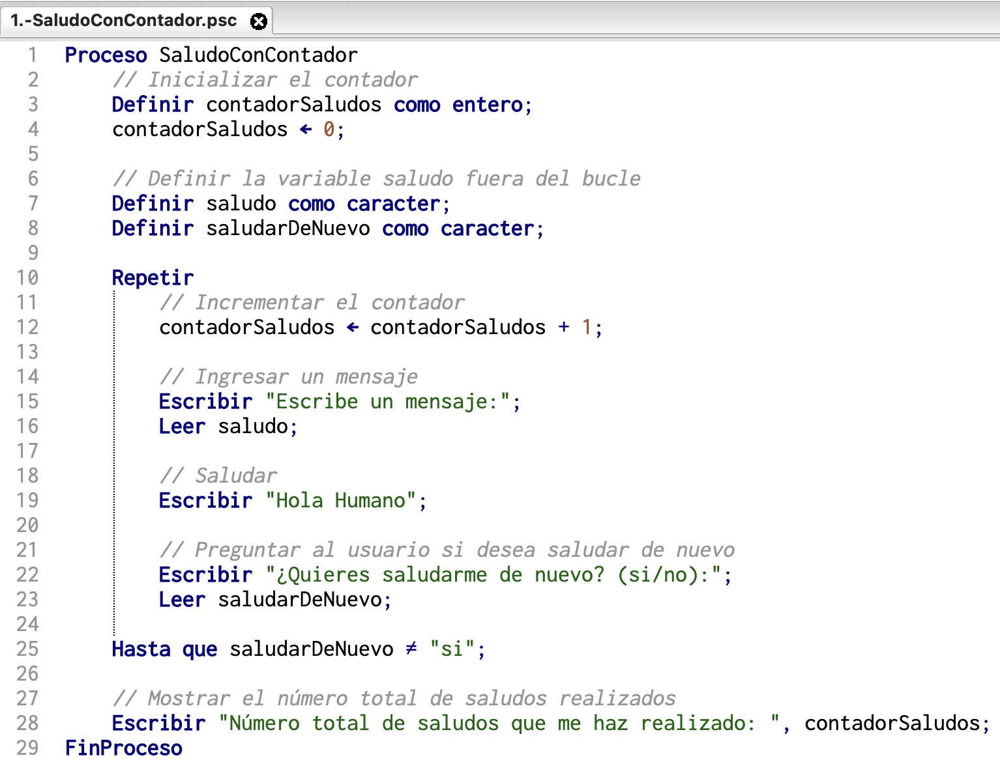 1.-SaludoConContador.psc
1 Proceso SaludoConContador
2 // Inicializar el contador
3 Definir contadorSaludos como entero;
4 contadorSaludos ← 0;
5
6 // Definir la variable saludo fuera del bucle
7 Definir saludo como caracter;
8 Definir saludarDeNuevo como caracter;
9
10 Repetir
11 // Incrementar el contador
12 contadorSaludos ← contadorSaludos + 1;
13
14 // Ingresar un mensaje
15 Escribir "Escribe un mensaje:";
16 Leer saludo;
17
18 // Saludar
19 Escribir "Hola Humano";
20
21 // Preguntar al usuario si desea saludar de nuevo
22 Escribir "¿Quieres saludarme de nuevo? (si/no):";
23 Leer saludarDeNuevo;
24
25 Hasta que saludarDeNuevo ≠ "si";
26
27 // Mostrar el número total de saludos realizados
28 Escribir "Número total de saludos que me haz realizado: ", contadorSaludos;
29 FinProceso